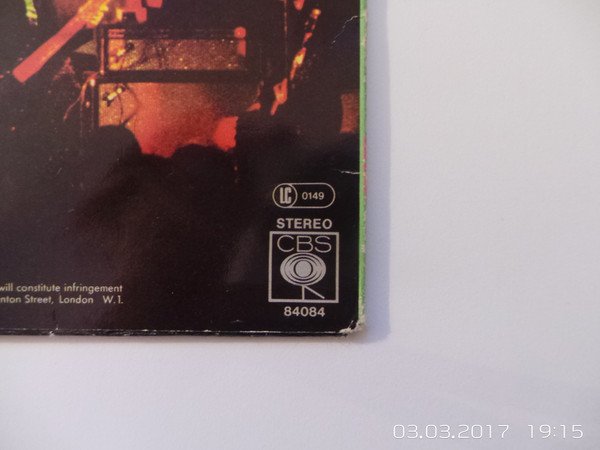 LC 0149
STEREO
CBS
84084
will constitute infringement
nton Street, London W.1.
03.03.2017 19:15